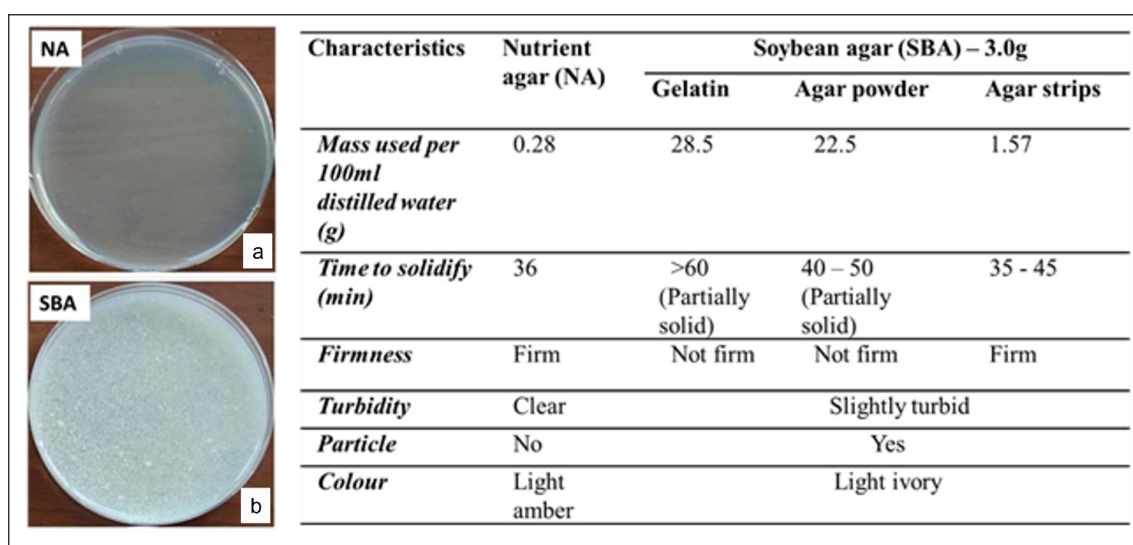 NA
a
SBA
b
Characteristics Nutrient agar (NA) Soybean agar (SBA) – 3.0g
Gelatin Agar powder Agar strips
Mass used per 100ml distilled water (g) 0.28 28.5 22.5 1.57
Time to solidify (min) 36 >60 (Partially solid) 40 – 50 (Partially solid) 35 - 45
Firmness Firm Not firm Not firm Firm
Turbidity Clear Slightly turbid
Particle No Yes
Colour Light amber Light ivory